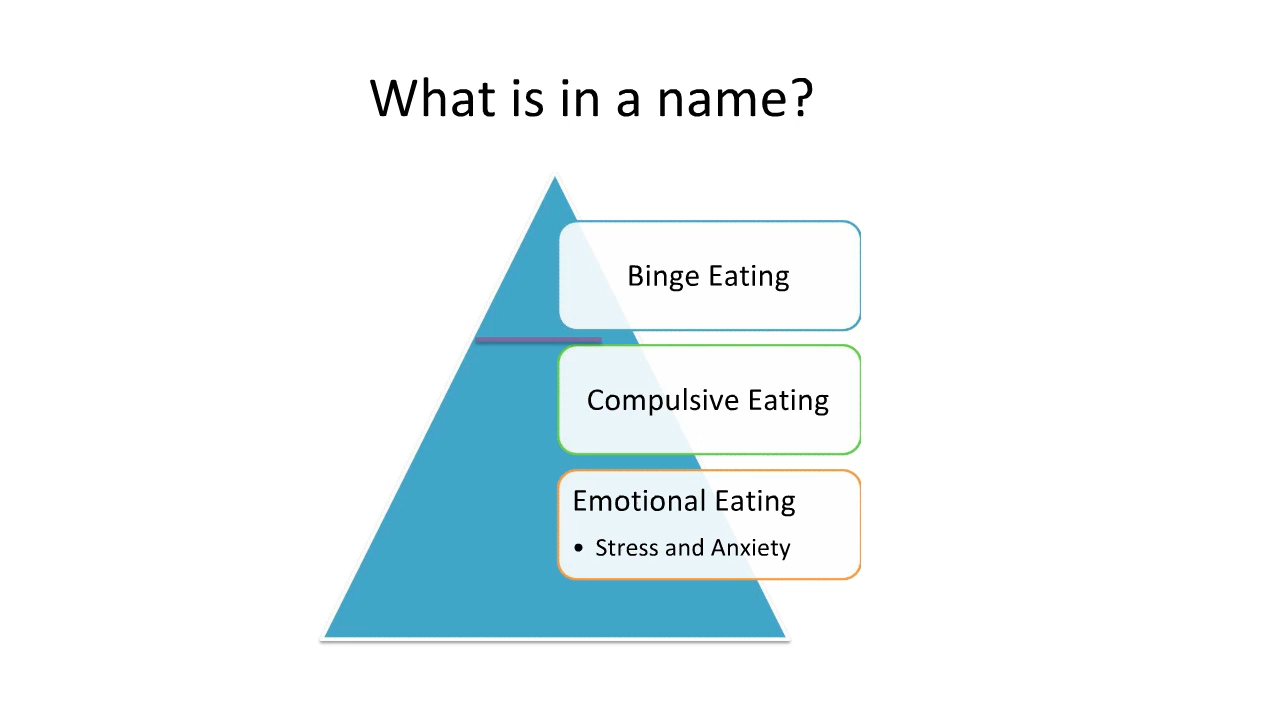 What is in a name?
Binge Eating
Compulsive Eating
Emotional Eating
• Stress and Anxiety